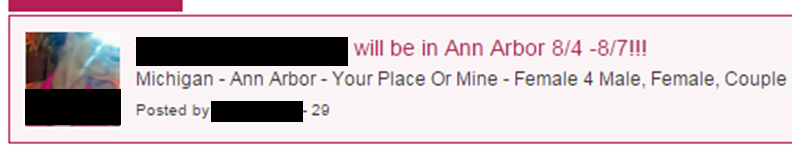 will be in Ann Arbor 8/4 -8/7!!!
Michigan - Ann Arbor - Your Place Or Mine - Female 4 Male, Female, Couple
Posted by - 29